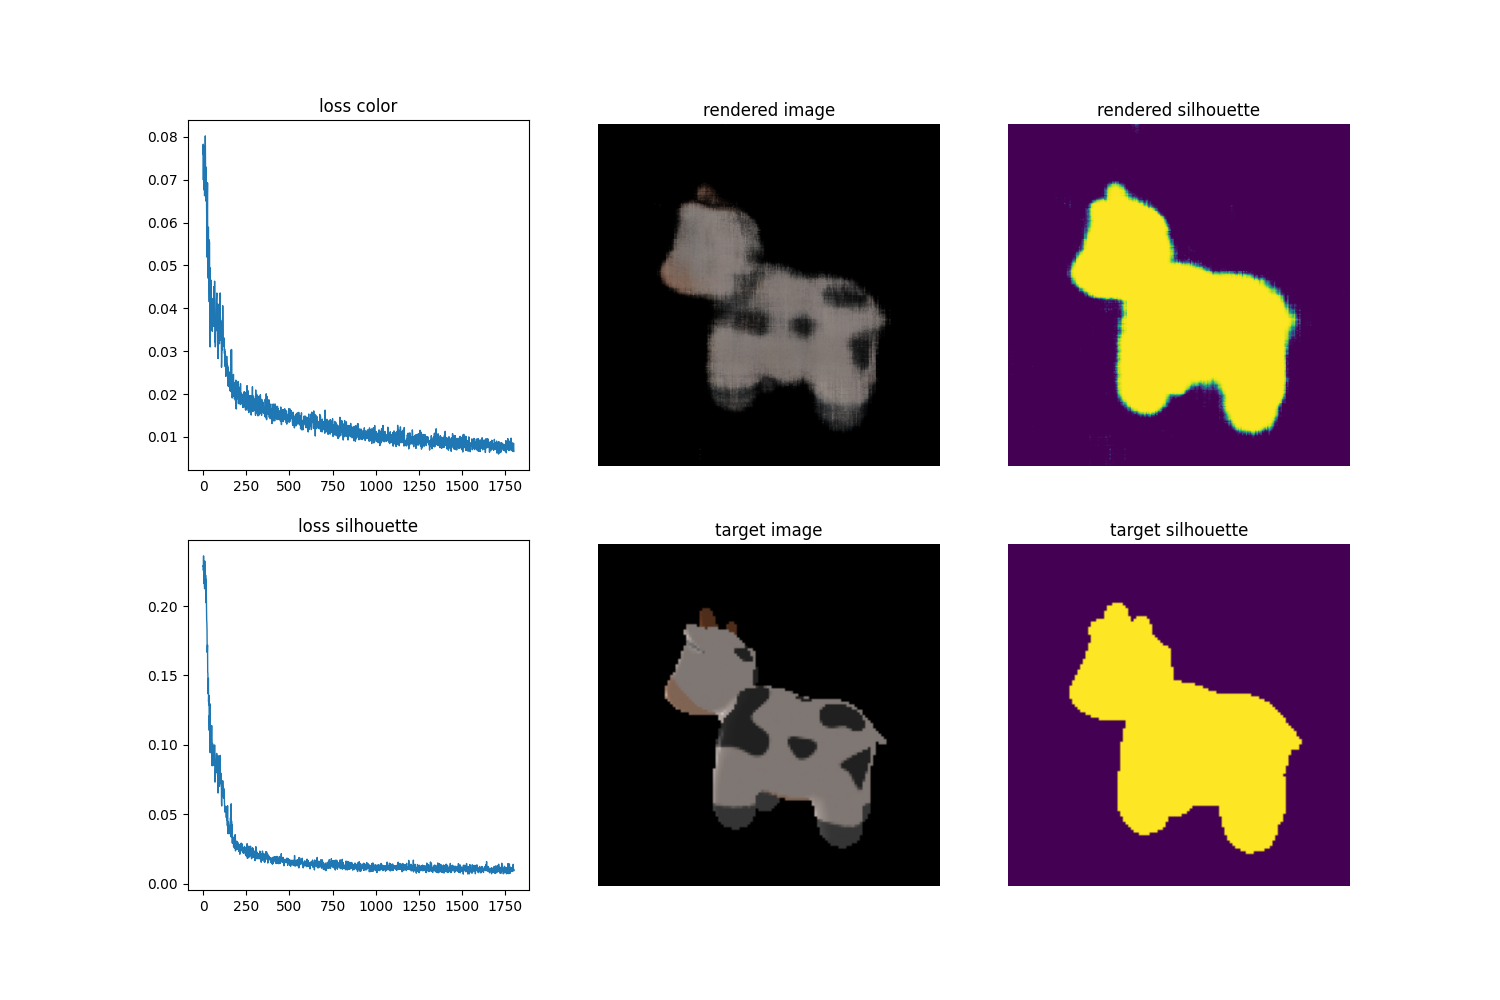 loss color
0.08
0.07
0.06
0.05
0.04
0.03
0.02
0.01
0 250 500 750 1000 1250 1500 1750
rendered image
rendered silhouette
loss silhouette
0.20
0.15
0.10
0.05
0.00
0 250 500 750 1000 1250 1500 1750
target image
target silhouette